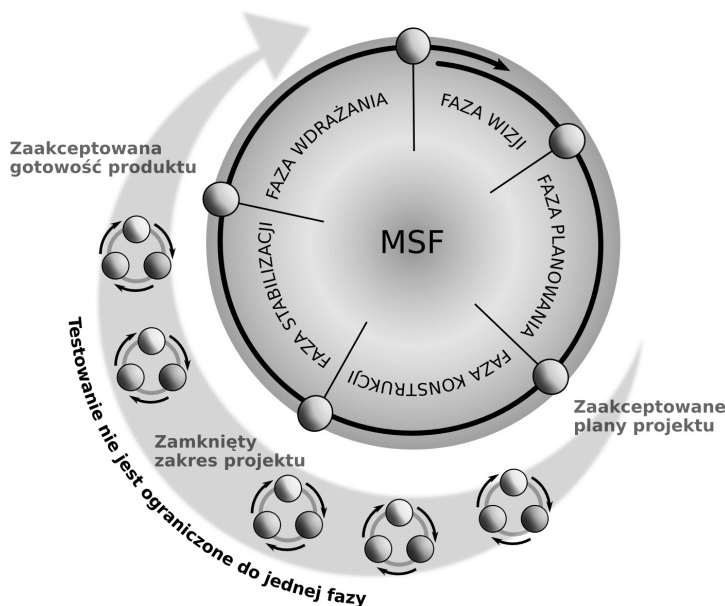 FAZA WIZJI
FAZA PLANOWANIA
FAZA KONSTRUKCJI
FAZA STABILIZACJI
FAZA WDRAŻANIA
MSF
Zaakceptowana
gotowość produktu
Zaakceptowane
plany projektu
Zamknięty
zakres projektu
Testowanie nie jest ograniczone do jednej fazy